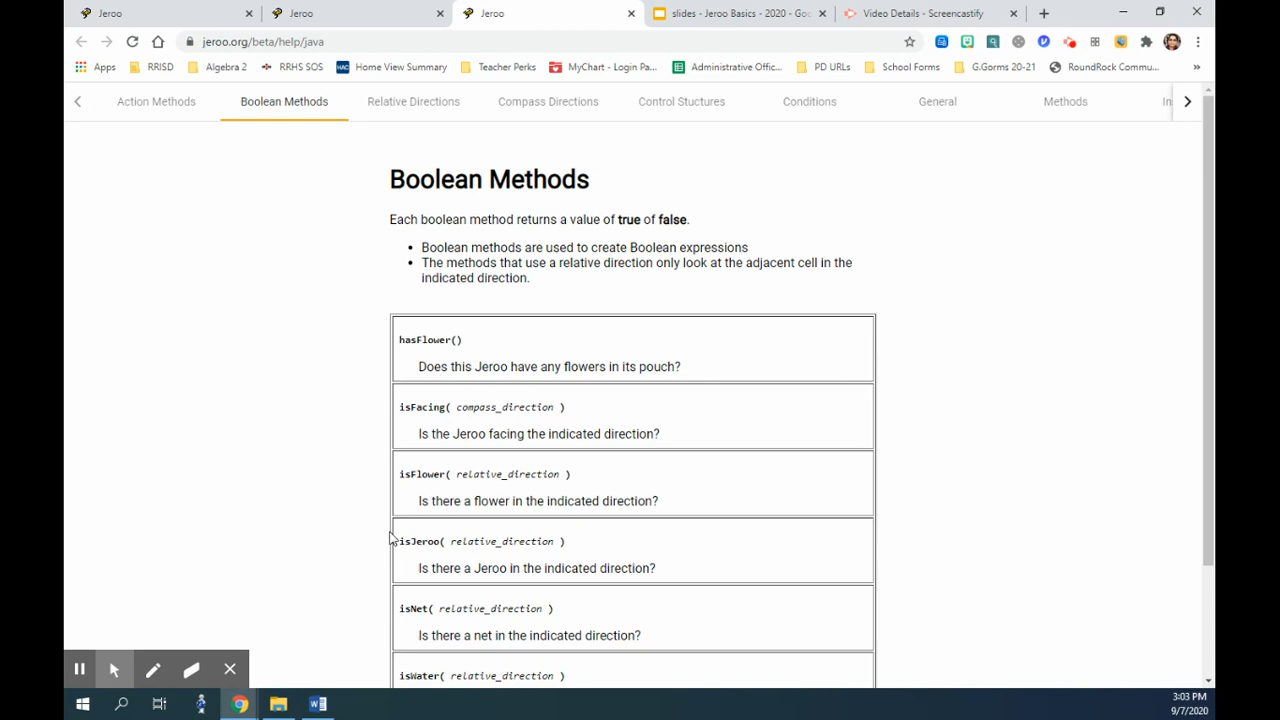 Jeroo
Jeroo
Jeroo
slides - Jeroo Basics - 2020 - Goo
Video Details - Screencastify
jeroo.org/beta/help/java
Apps
RRISD
Algebra 2
RRHS SOS
HAC
Home View Summary
Teacher Perks
MyChart - Login Pa...
Administrative Offic...
PD URLs
School Forms
G.Gorms 20-21
RoundRock Commu...
»
Action Methods
Boolean Methods
Relative Directions
Compass Directions
Control Stuctures
Conditions
General
Methods
In
Boolean Methods
Each boolean method returns a value of true of false.
• Boolean methods are used to create Boolean expressions
• The methods that use a relative direction only look at the adjacent cell in the
indicated direction.
hasFlower()
Does this Jeroo have any flowers in its pouch?
isFacing( compass_direction )
Is the Jeroo facing the indicated direction?
isFlower( relative_direction )
Is there a flower in the indicated direction?
isJeroo( relative_direction )
Is there a Jeroo in the indicated direction?
isNet( relative_direction )
Is there a net in the indicated direction?
isWater( relative_direction )
3:03 PM
9/7/2020